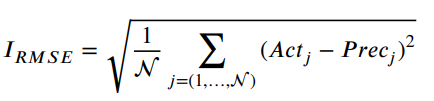 I_{RMSE} = \sqrt{\frac{1}{\mathcal{N}} \sum_{j=(1,\ldots,\mathcal{N})} (Act_j - Prec_j)^2}